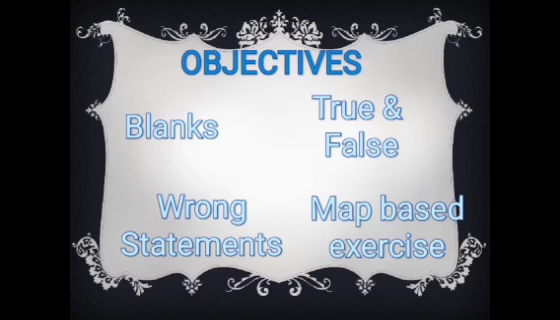 OBJECTIVES
Blanks
True &
False
Wrong
Statements
Map based
exercise